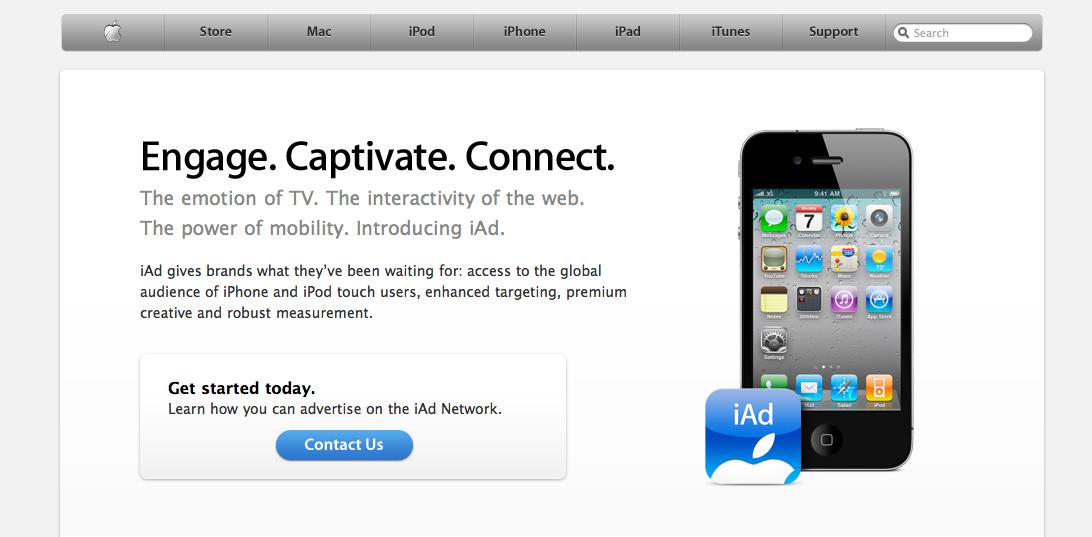 Store
Mac
iPod
iPhone
iPad
iTunes
Support
Search
Engage. Captivate. Connect.
The emotion of TV. The interactivity of the web.
The power of mobility. Introducing iAd.
iAd gives brands what they've been waiting for: access to the global
audience of iPhone and iPod touch users, enhanced targeting, premium
creative and robust measurement.
Get started today.
Learn how you can advertise on the iAd Network.
Contact Us
3G 9:41 AM
Monday
7
Messages Calendar Photos Camera
280
73°
YouTube Stocks Maps Weather
Notes Utilities iTunes App Store
Settings
Mail Safari iPod
iAd